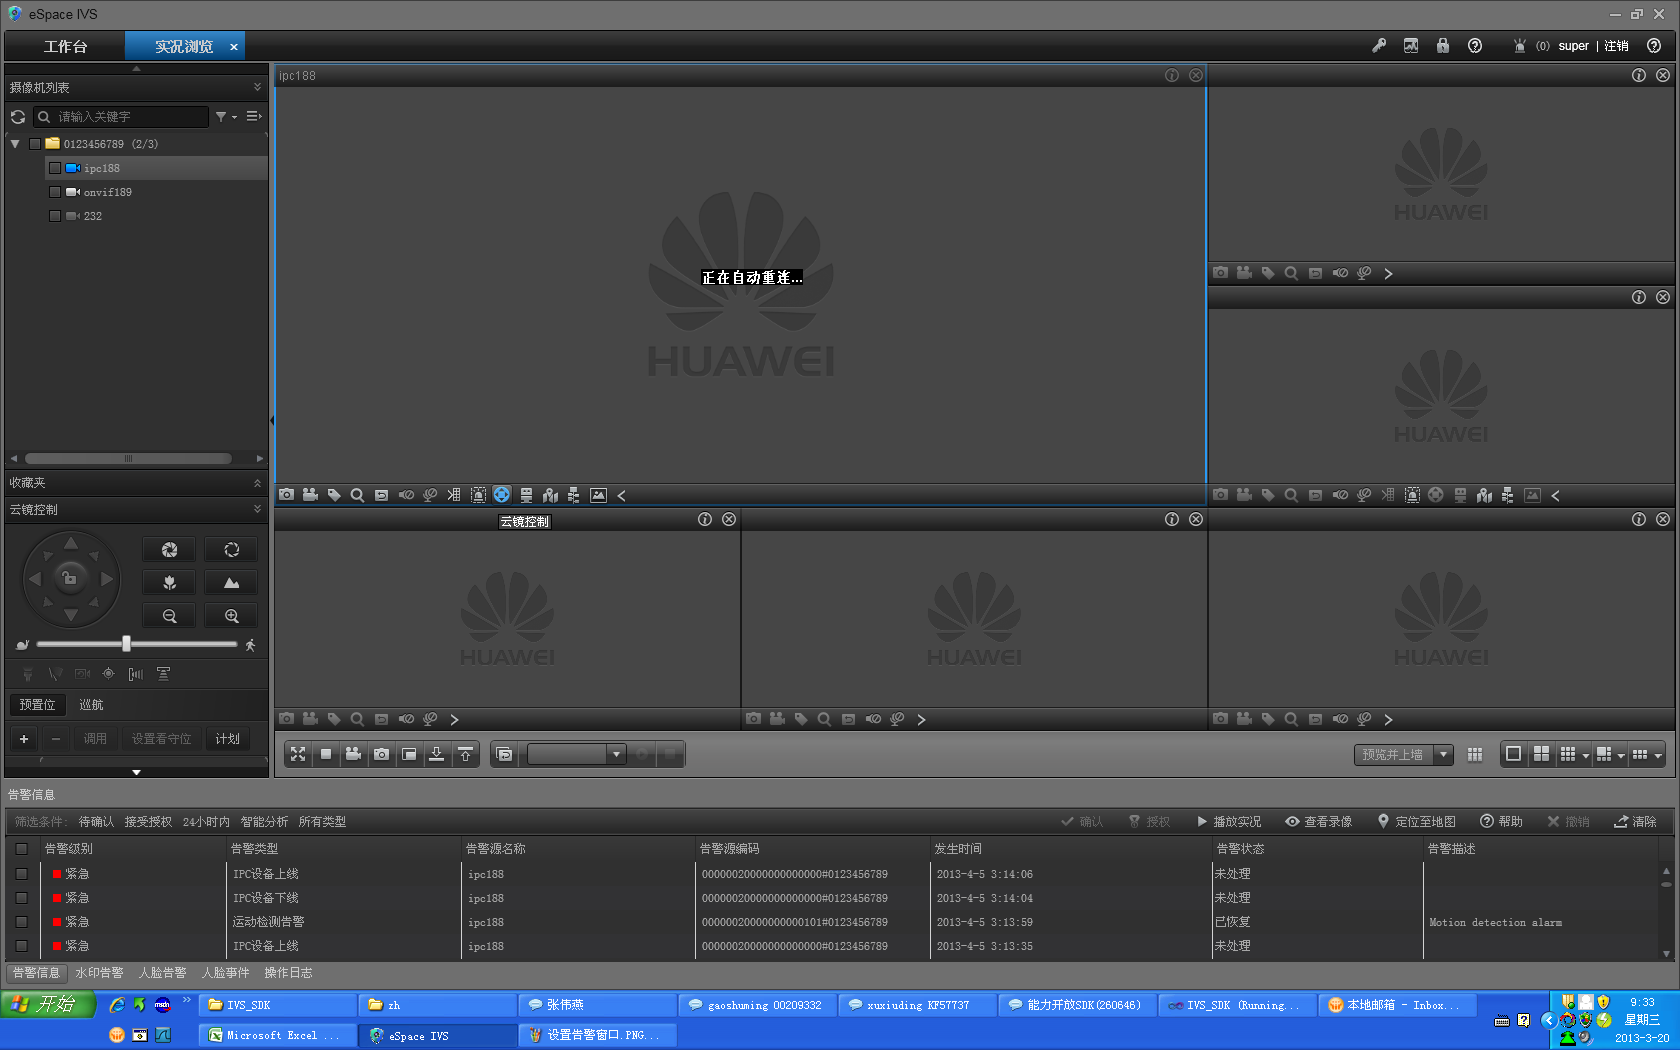 eSpace IVS
工作台 实况浏览
(0) super | 注销
摄像机列表
请输入关键字
0123456789 (2/3)
ipc188
onvif189
232
收藏夹
云镜控制
预置位 巡航
调用 设置看守位 计划
ipc188
正在自动重连...
HUAWEI
HUAWEI
HUAWEI
云镜控制
HUAWEI
HUAWEI
HUAWEI
预览并上墙
告警信息
筛选条件: 待确认 接受授权 24小时内 智能分析 所有类型
确认 授权 播放实况 查看录像 定位至地图 帮助 撤销 清除
告警级别 告警类型 告警源名称 告警源编码 发生时间 告警状态 告警描述
紧急 IPC设备上线 ipc188 00000020000000000000#0123456789 2013-4-5 3:14:06 未处理
紧急 IPC设备下线 ipc188 00000020000000000000#0123456789 2013-4-5 3:14:04 未处理
紧急 运动检测告警 ipc188 00000020000000000101#0123456789 2013-4-5 3:13:59 已恢复 Motion detection alarm
紧急 IPC设备上线 ipc188 00000020000000000000#0123456789 2013-4-5 3:13:35 未处理
告警信息 水印告警 人脸告警 人脸事件 操作日志
开始
IVS_SDK zh 张伟燕 gaoshuming 00209332 xuxiuding KF57737 能力开放SDK(260646) IVS_SDK (Running... 本地邮箱 - Inbox...
Microsoft Excel ... eSpace IVS 设置告警窗口.PNG...
9:33
星期三
2013-3-20